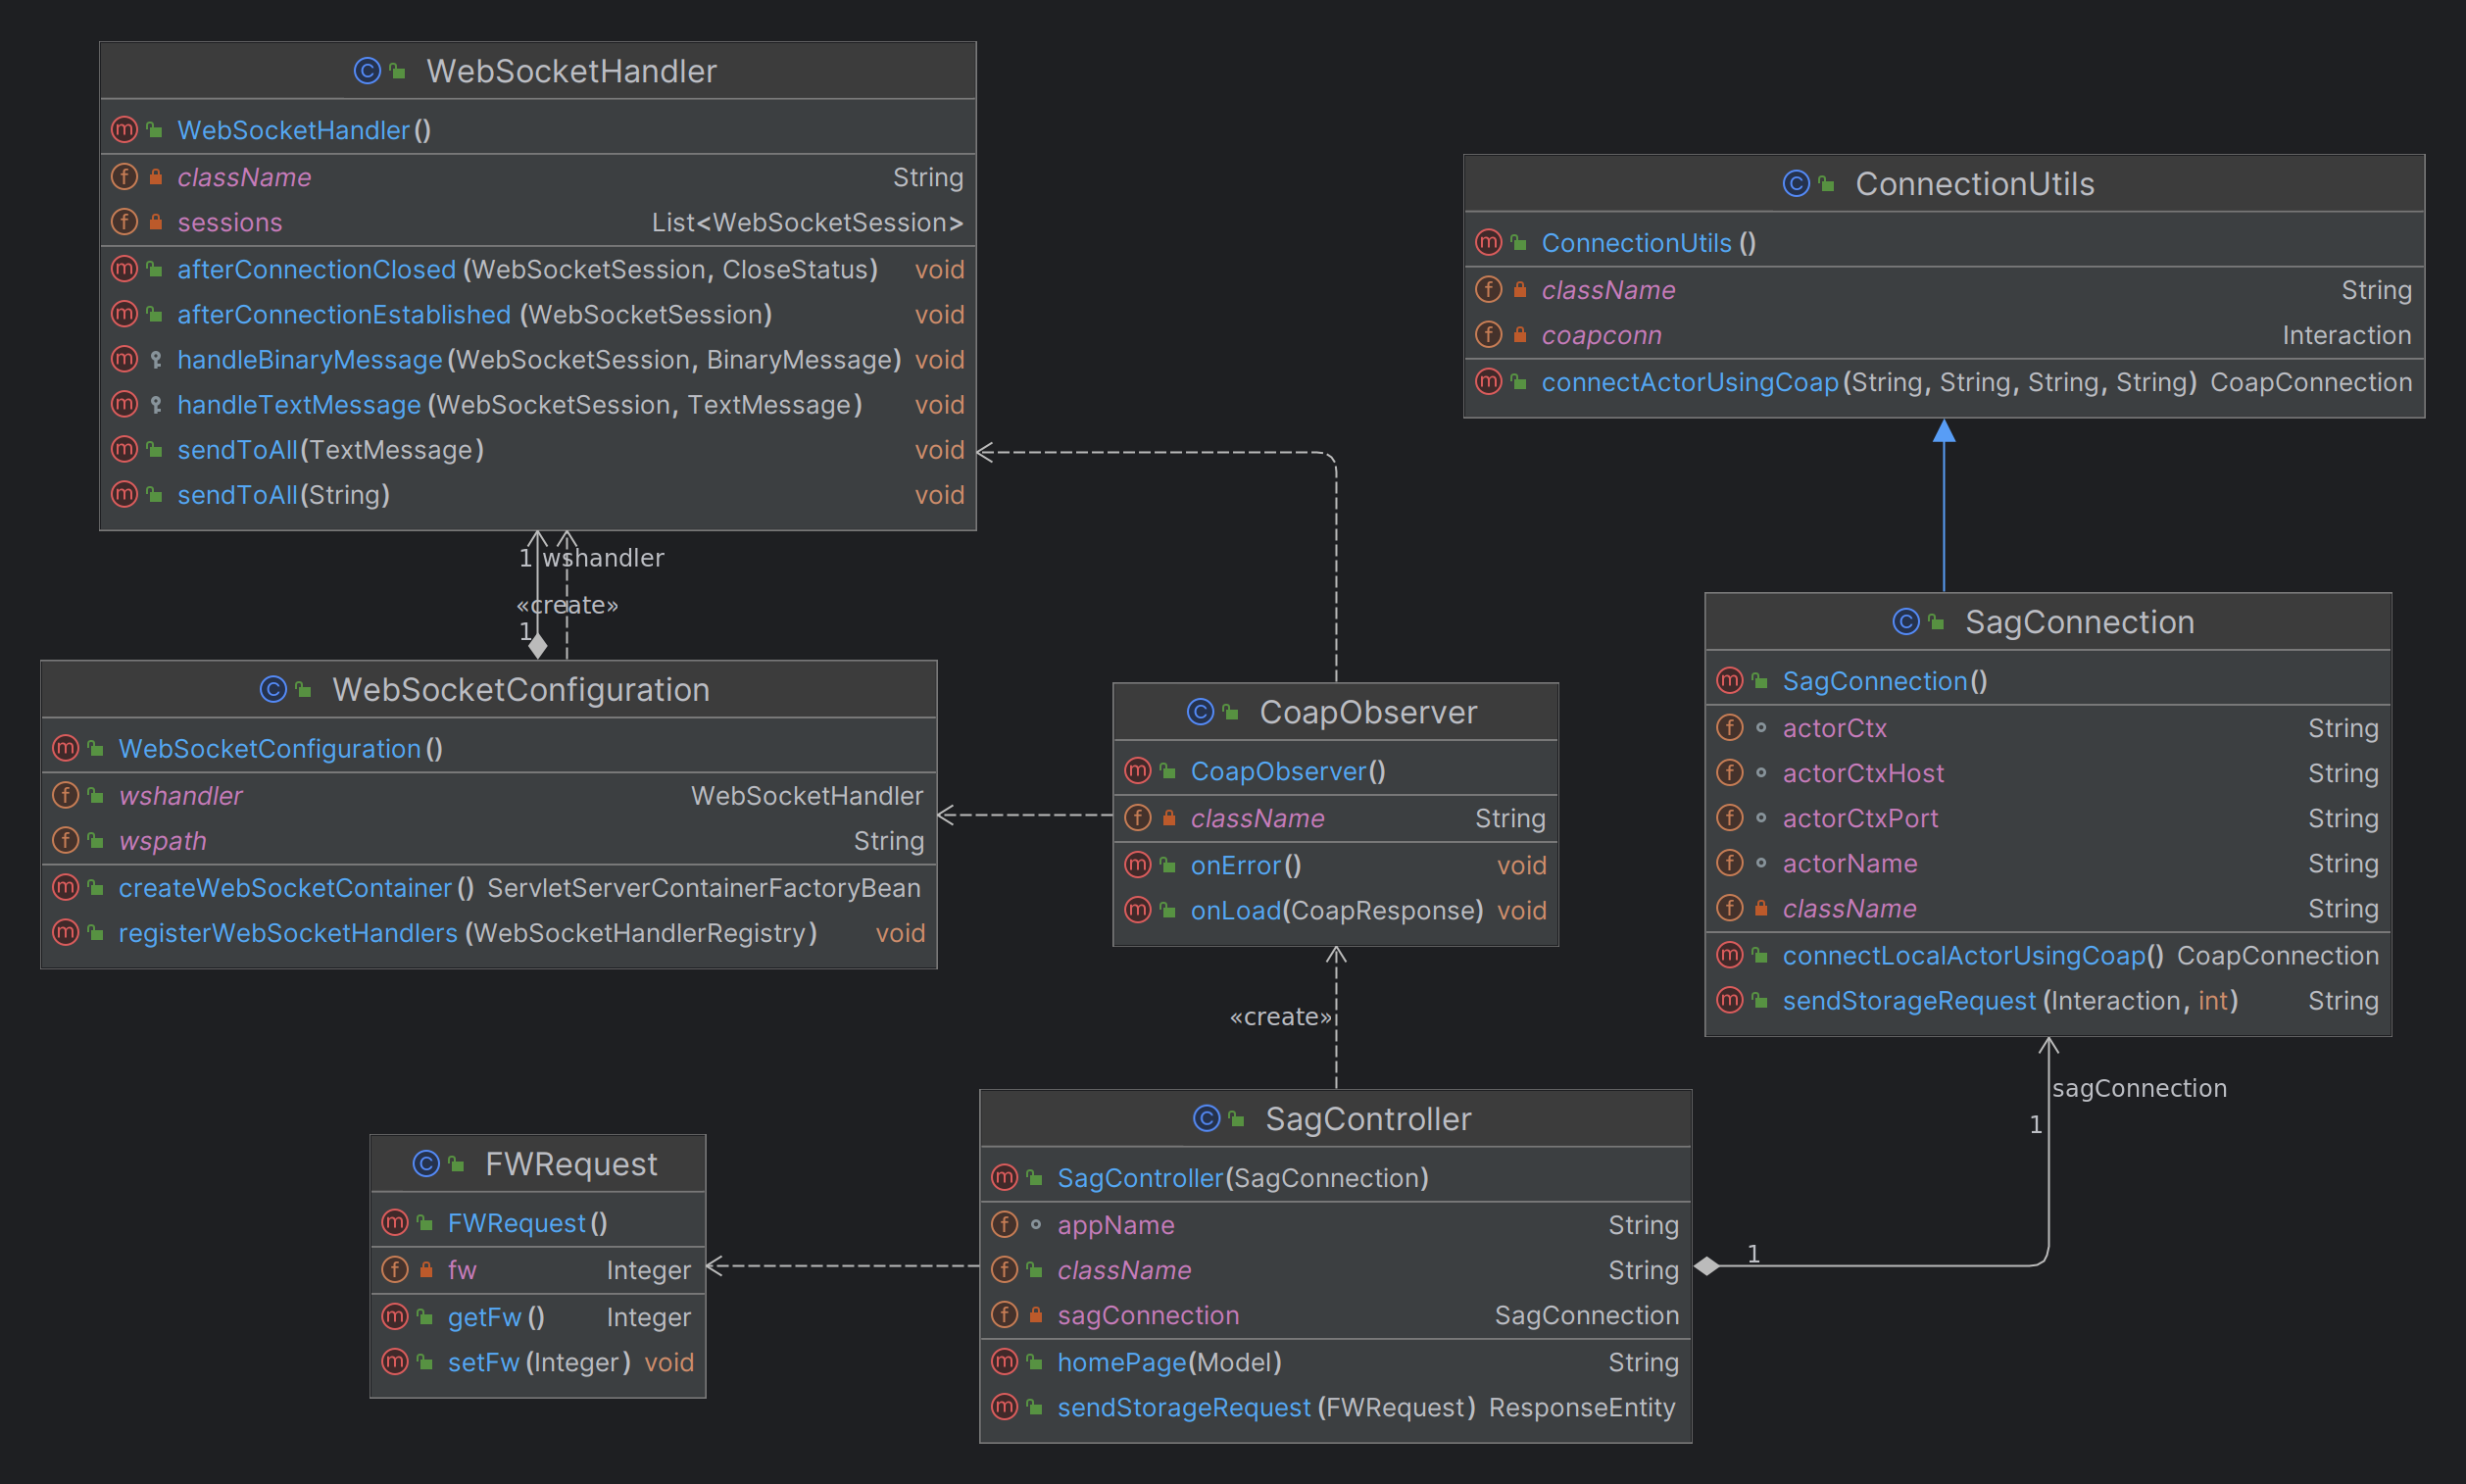 WebSocketHandler
WebSocketHandler()
className String
sessions List<WebSocketSession>
afterConnectionClosed(WebSocketSession, CloseStatus) void
afterConnectionEstablished(WebSocketSession) void
handleBinaryMessage(WebSocketSession, BinaryMessage) void
handleTextMessage(WebSocketSession, TextMessage) void
sendToAll(TextMessage) void
sendToAll(String) void
ConnectionUtils
ConnectionUtils()
className String
coapconn Interaction
connectActorUsingCoap(String, String, String, String) CoapConnection
1 wshandler
«create»
1
WebSocketConfiguration
WebSocketConfiguration()
wshandler WebSocketHandler
wspath String
createWebSocketContainer() ServletServerContainerFactoryBean
registerWebSocketHandlers(WebSocketHandlerRegistry) void
CoapObserver
CoapObserver()
className String
onError() void
onLoad(CoapResponse) void
SagConnection
SagConnection()
actorCtx String
actorCtxHost String
actorCtxPort String
actorName String
className String
connectLocalActorUsingCoap() CoapConnection
sendStorageRequest(Interaction, int) String
«create»
sagConnection
1
1
FWRequest
FWRequest()
fw Integer
getFw() Integer
setFw(Integer) void
SagController
SagController(SagConnection)
appName String
className String
sagConnection SagConnection
homePage(Model) String
sendStorageRequest(FWRequest) ResponseEntity